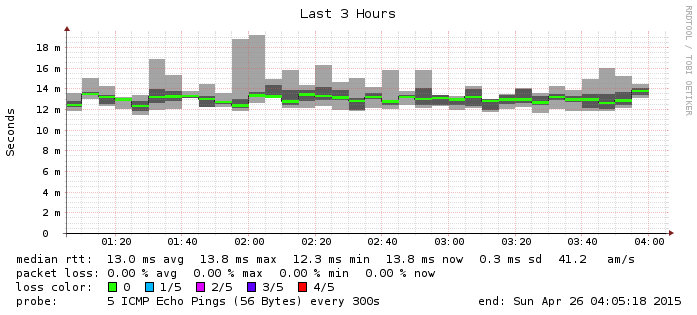 Last 3 Hours
RRDTOOL / TOBI OETIKER
Seconds
18 m
16 m
14 m
12 m
10 m
8 m
6 m
4 m
2 m
0
01:20 01:40 02:00 02:20 02:40 03:00 03:20 03:40 04:00
median rtt: 13.0 ms avg 13.8 ms max 12.3 ms min 13.8 ms now 0.3 ms sd 41.2 am/s
packet loss: 0.00 % avg 0.00 % max 0.00 % min 0.00 % now
loss color: 0 1/5 2/5 3/5 4/5
probe: 5 ICMP Echo Pings (56 Bytes) every 300s end: Sun Apr 26 04:05:18 2015